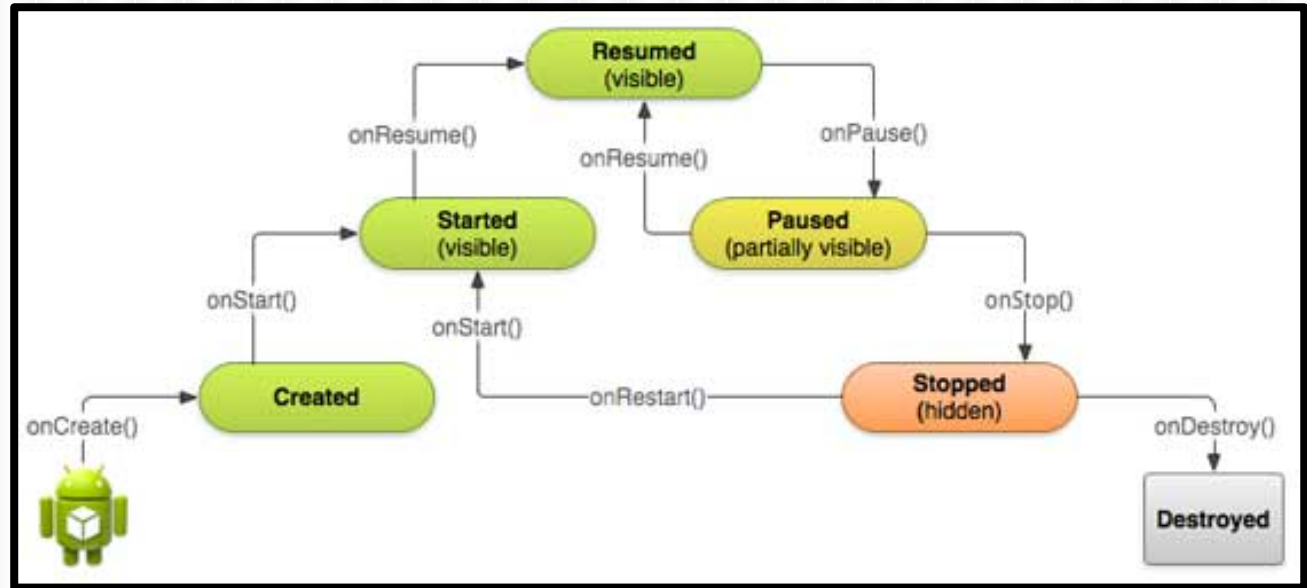 Resumed
(visible)
onResume()
onResume()
onPause()
Started
(visible)
Paused
(partially visible)
onStart()
onStart()
onStop()
Created
onRestart()
Stopped
(hidden)
onCreate()
onDestroy()
Destroyed